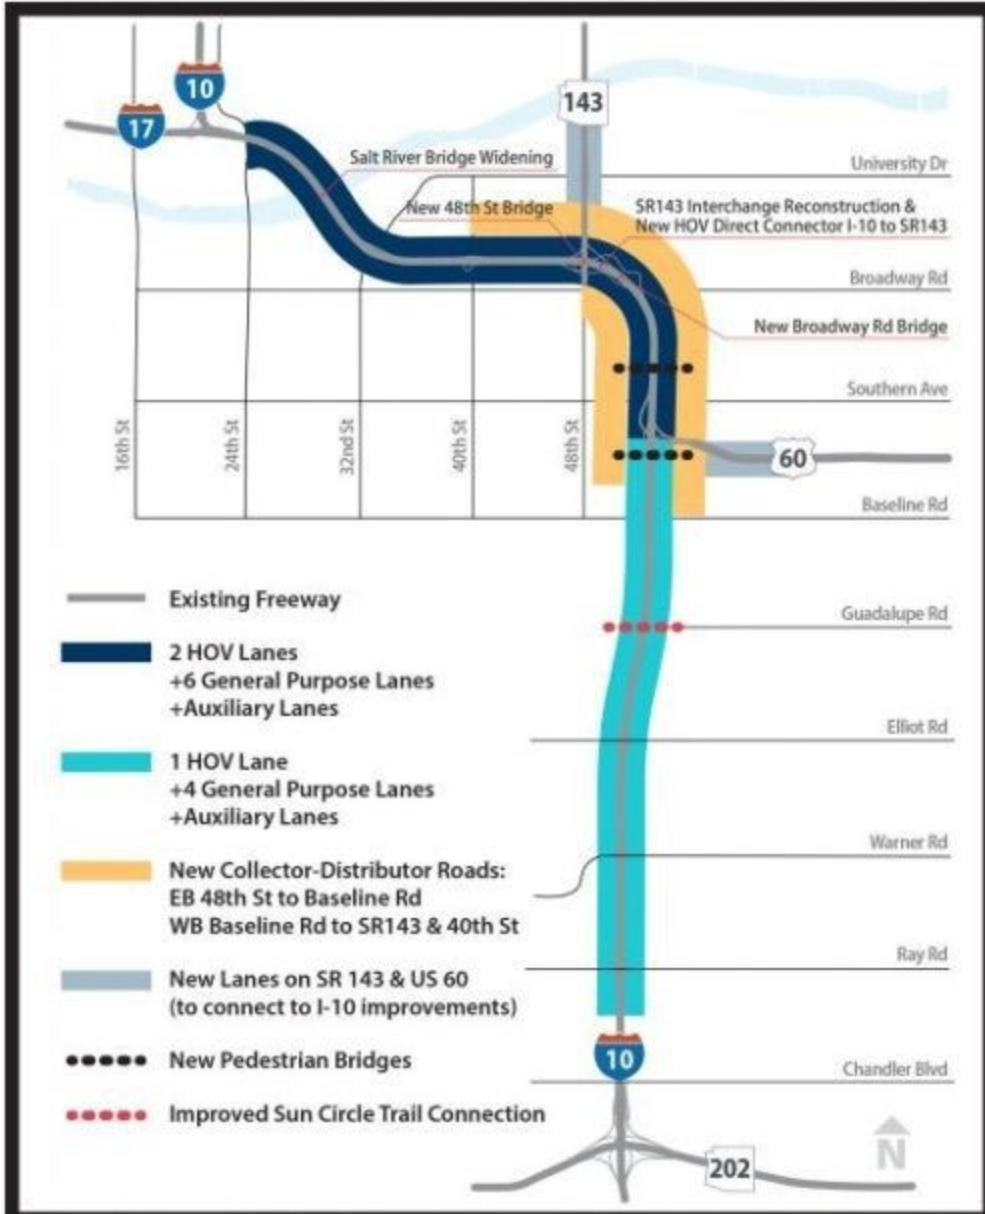 10
17
143
Salt River Bridge Widening
University Dr
New 48th St Bridge
SR143 Interchange Reconstruction &
New HOV Direct Connector I-10 to SR143
Broadway Rd
New Broadway Rd Bridge
Southern Ave
16th St
24th St
32nd St
40th St
48th St
60
Baseline Rd
Existing Freeway
Guadalupe Rd
2 HOV Lanes
+6 General Purpose Lanes
+Auxiliary Lanes
Elliot Rd
1 HOV Lane
+4 General Purpose Lanes
+Auxiliary Lanes
Warner Rd
New Collector-Distributor Roads:
EB 48th St to Baseline Rd
WB Baseline Rd to SR143 & 40th St
Ray Rd
New Lanes on SR 143 & US 60
(to connect to I-10 improvements)
10
New Pedestrian Bridges
Chandler Blvd
Improved Sun Circle Trail Connection
N
202